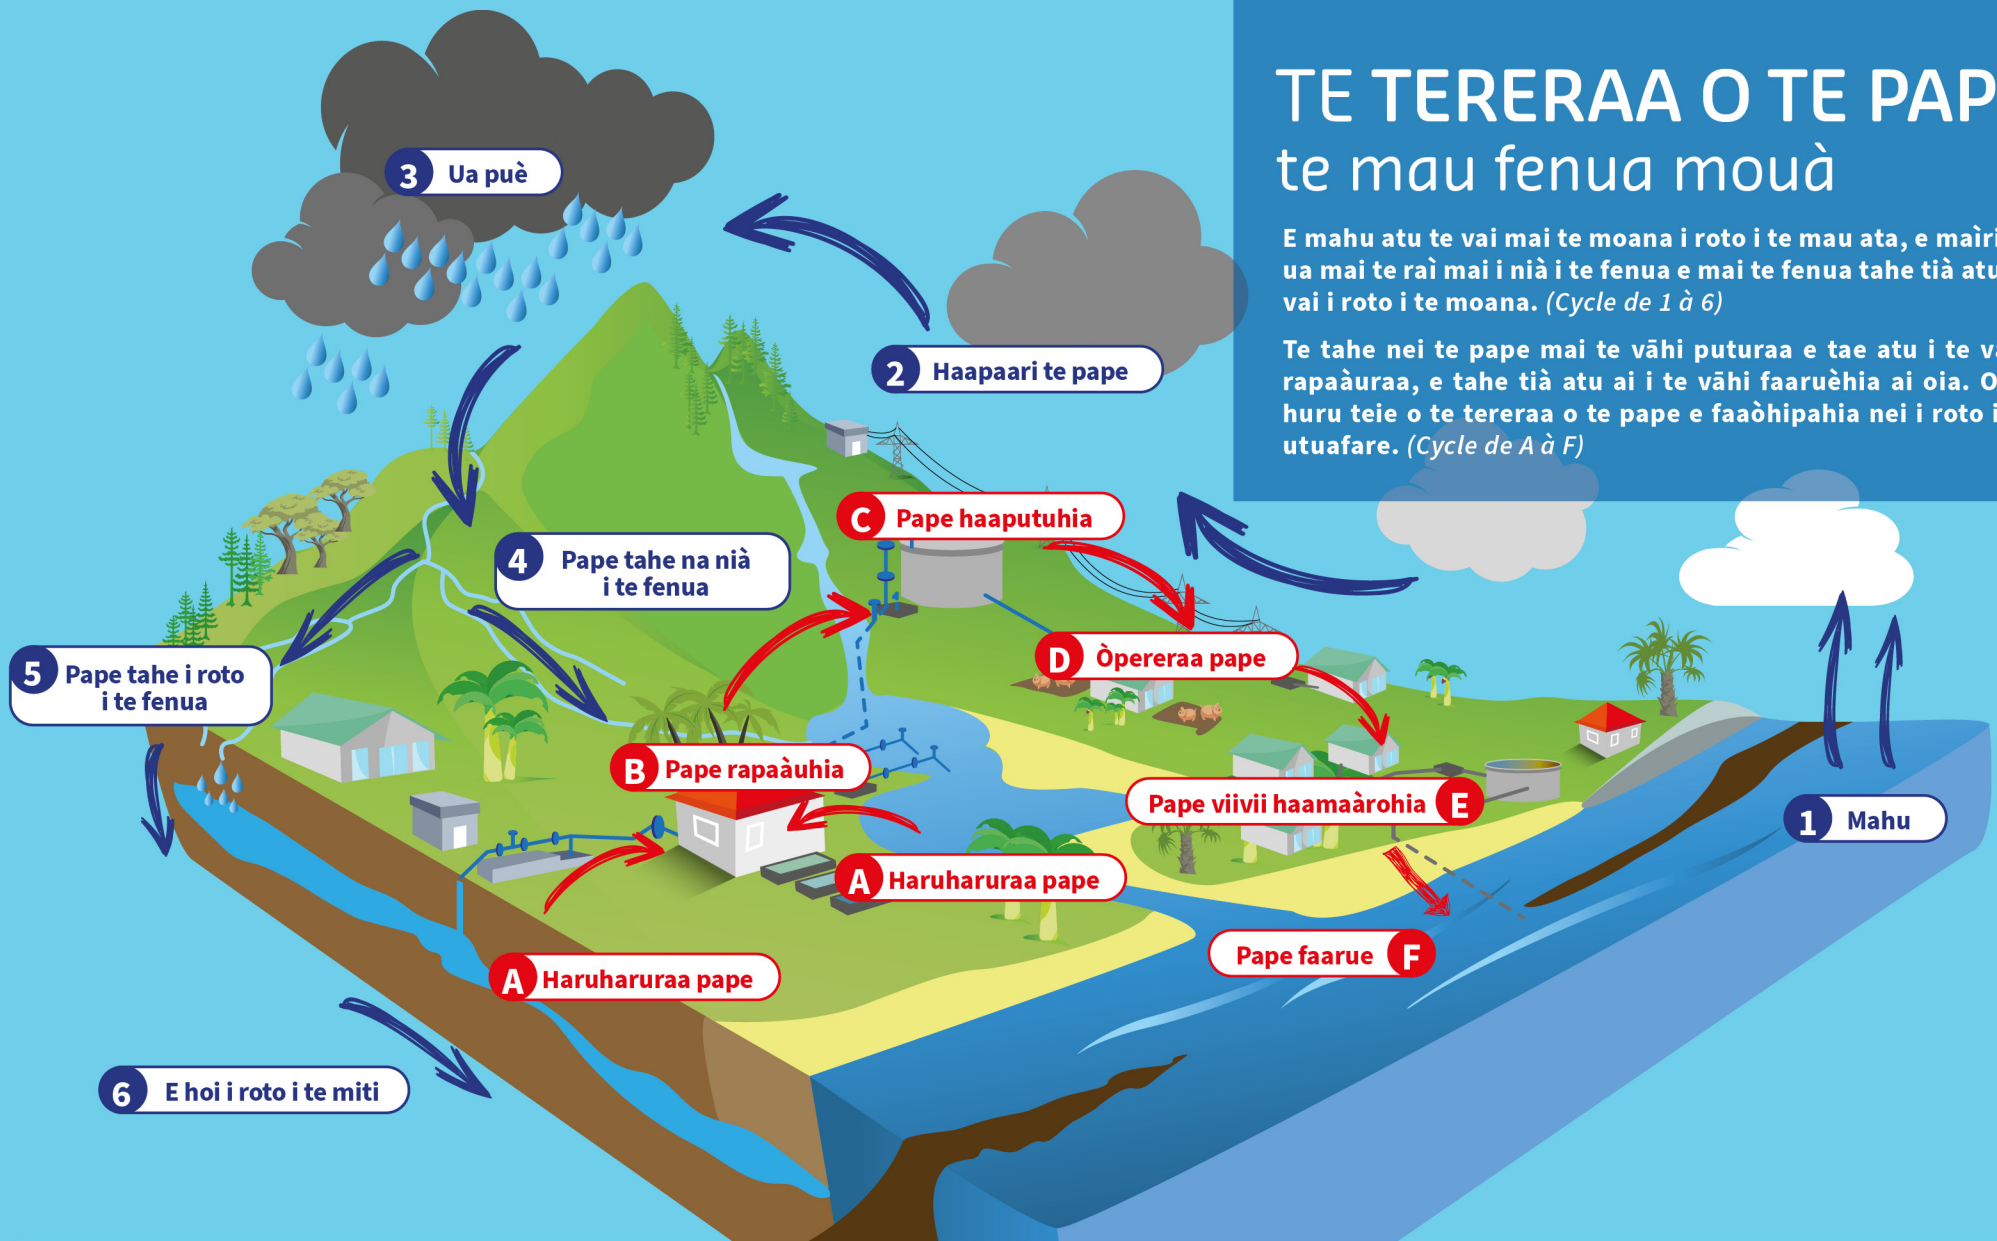 TE TERERAA O TE PAP
te mau fenua mouà
E mahu atu te vai mai te moana i roto i te mau ata, e maìri
ua mai te raì mai i nià i te fenua e mai te fenua tahe tià atu
vai i roto i te moana. (Cycle de 1 à 6)
Te tahe nei te pape mai te vāhi puturaa e tae atu i te
rapaàuraa, e tahe tià atu ai i te vāhi faaruèhia ai oia. O
huru teie o te tereraa o te pape e faaòhipahia nei i roto i
utuafare. (Cycle de A à F)
3 Ua puè
2 Haapaari te pape
C Pape haaputuhia
4 Pape tahe na nià
i te fenua
D Òpereraa pape
5 Pape tahe i roto
i te fenua
B Pape rapaàuhia
Pape viivii haamaàrohia E
1 Mahu
A Haruharuraa pape
Pape faarue F
A Haruharuraa pape
6 E hoi i roto i te miti